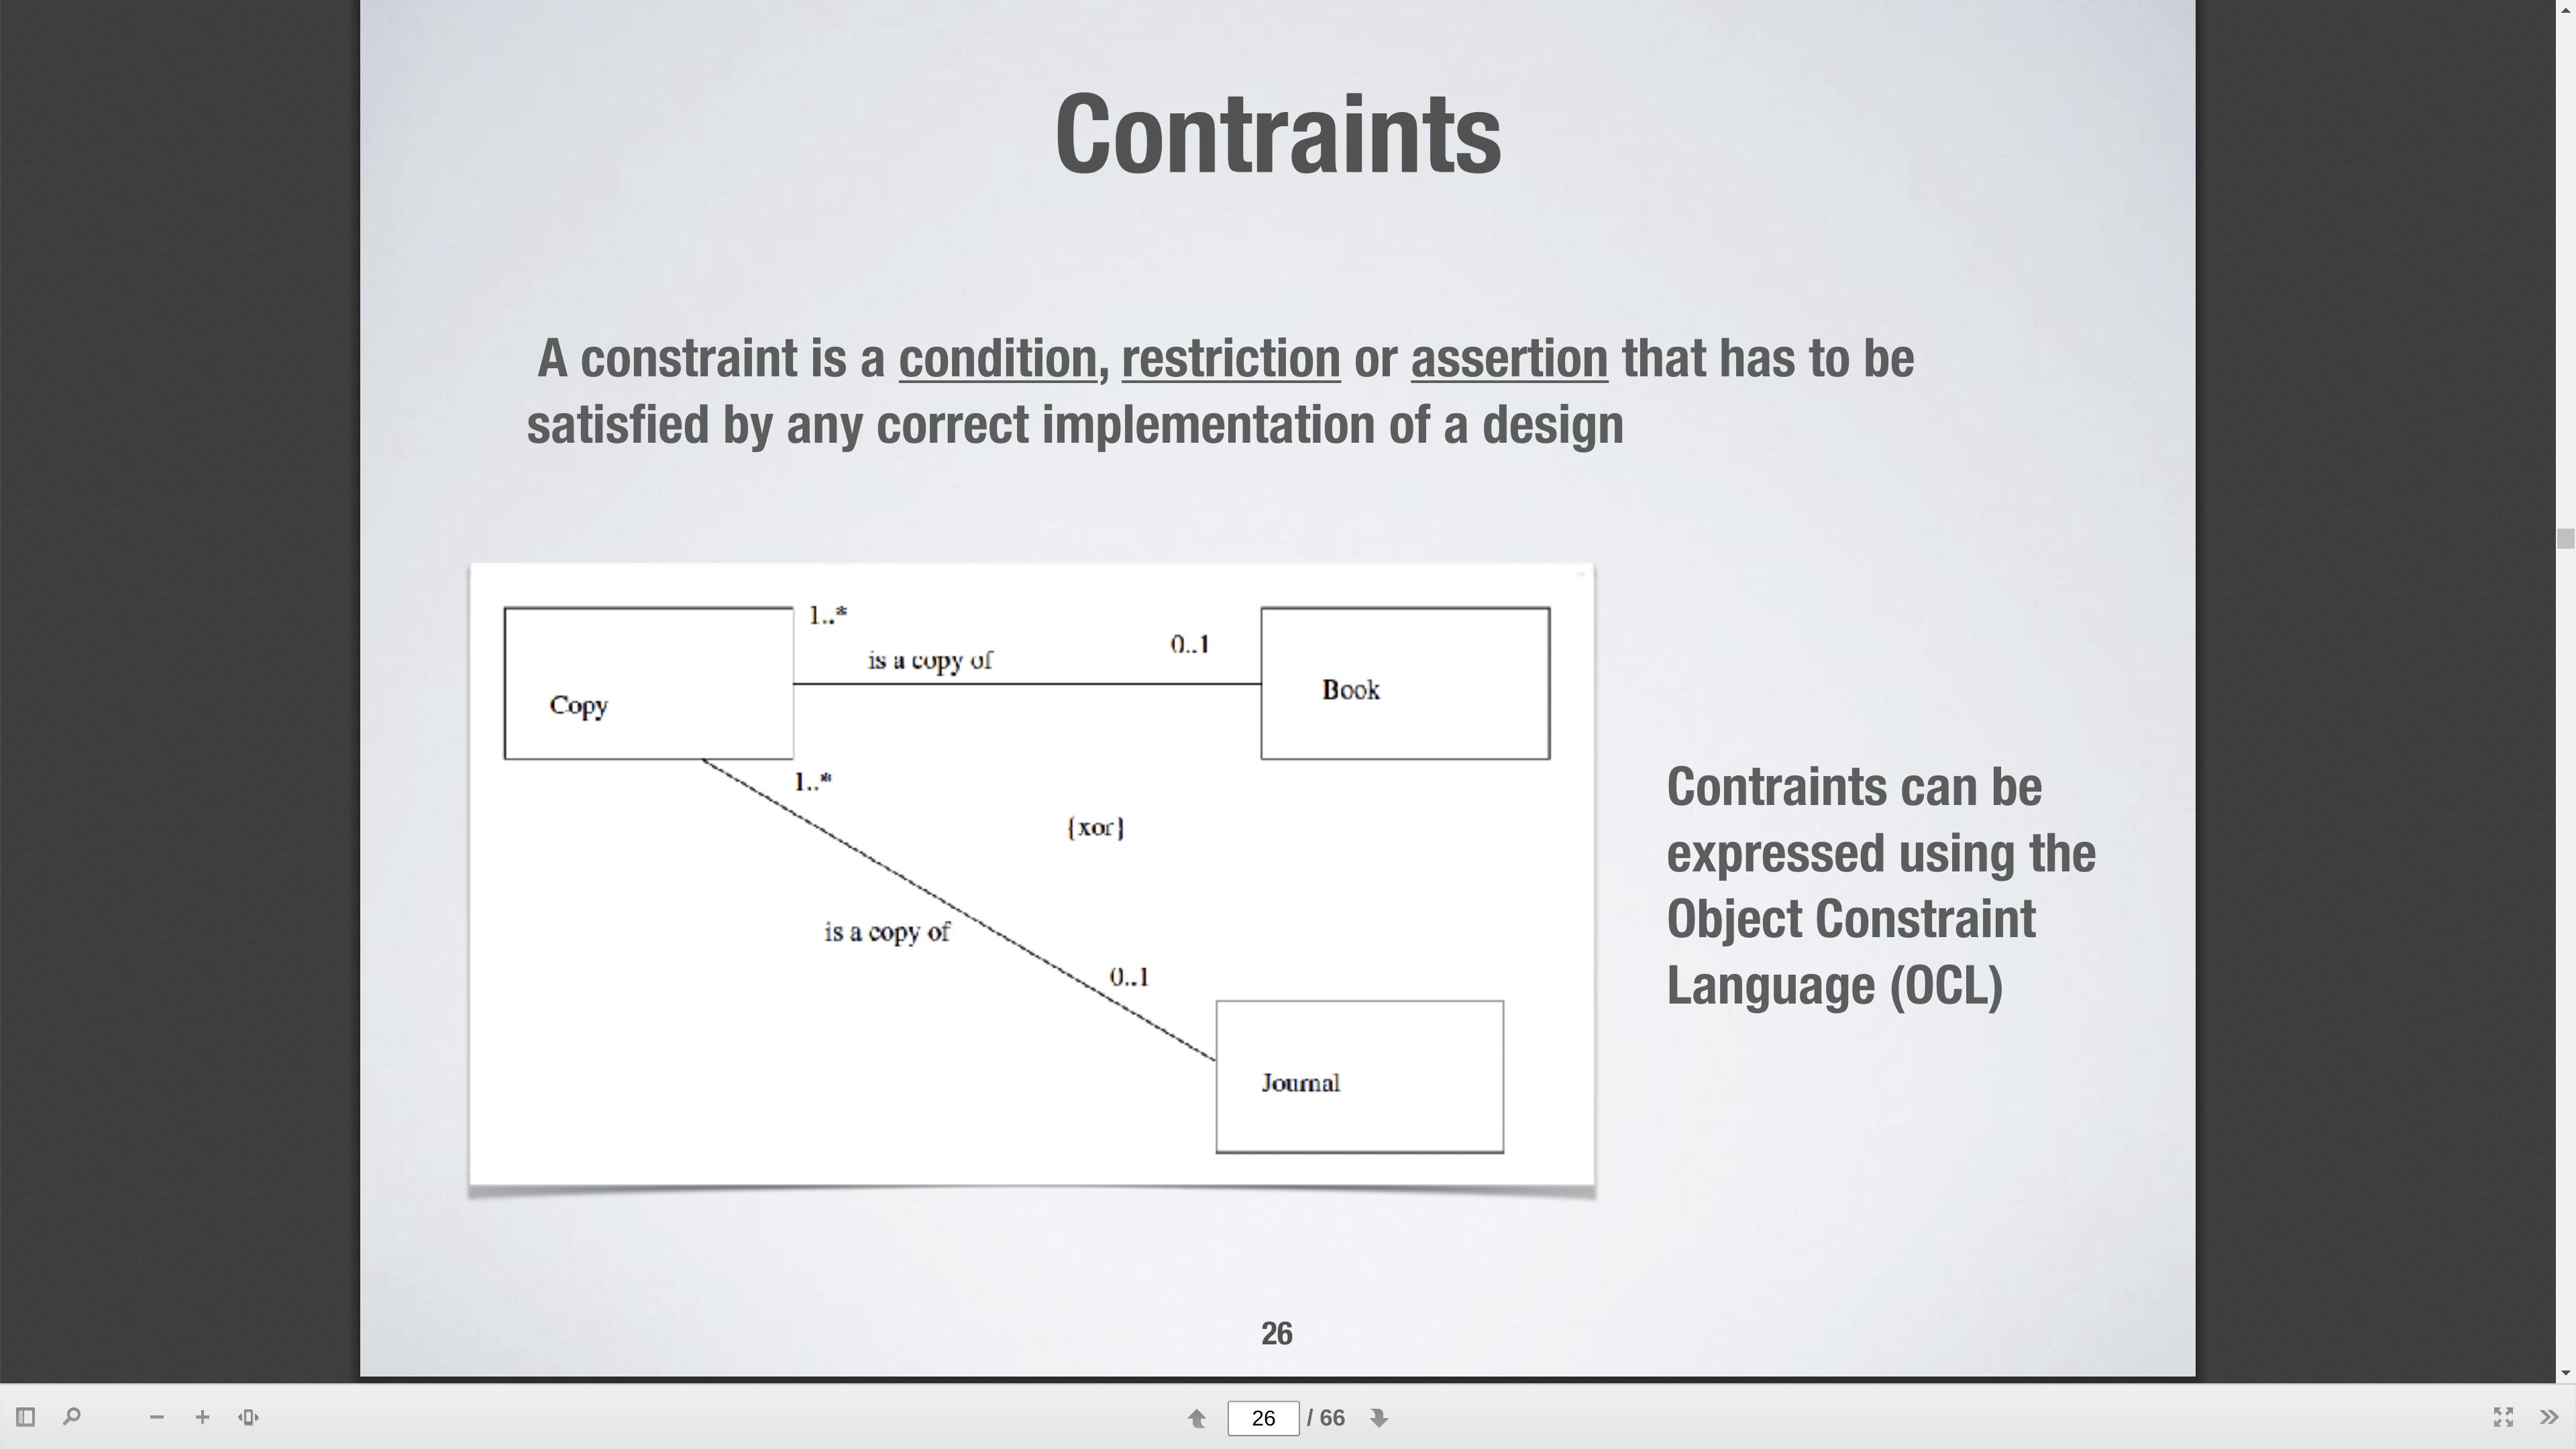 Contraints
A constraint is a condition, restriction or assertion that has to be
satisfied by any correct implementation of a design
1..*
is a copy of
0..1
Copy
Book
1..*
{xor}
is a copy of
0..1
Journal
Contraints can be
expressed using the
Object Constraint
Language (OCL)
26
26 / 66